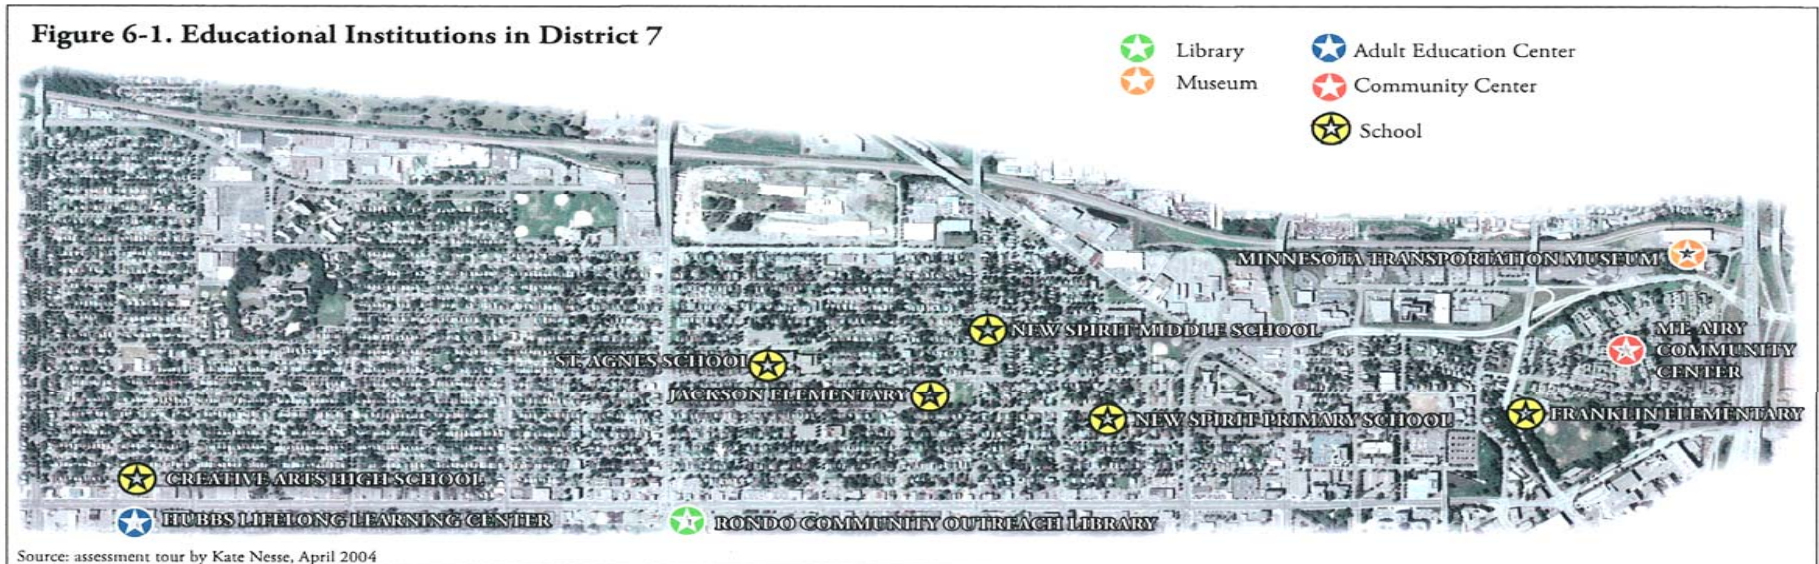 Figure 6-1. Educational Institutions in District 7
Library
Museum
Adult Education Center
Community Center
School
MINNESOTA TRANSPORTATION MUSEUM
NEW SPIRIT MIDDLE SCHOOL
MT. AIRY
COMMUNITY
CENTER
ST. AGNES SCHOOL
JACKSON ELEMENTARY
NEW SPIRIT PRIMARY SCHOOL
FRANKLIN ELEMENTARY
CREATIVE ARTS HIGH SCHOOL
HUBBS LIFELONG LEARNING CENTER
RONDO COMMUNITY OUTREACH LIBRARY
Source: assessment tour by Kate Nesse, April 2004